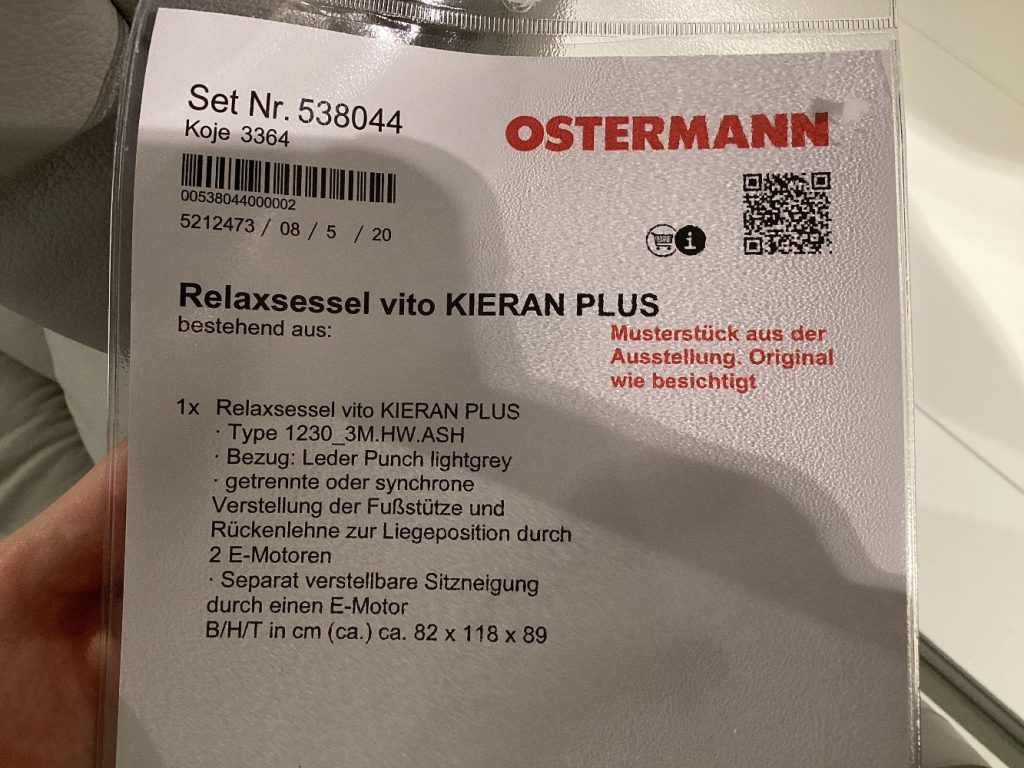 Set Nr. 538044
Koje 3364
OSTERMANN
00538044000002
5212473 / 08 / 5 / 20
i
Relaxsessel vito KIERAN PLUS
bestehend aus:
Musterstück aus der
Ausstellung. Original
wie besichtigt
1x Relaxsessel vito KIERAN PLUS
· Type 1230_3M.HW.ASH
· Bezug: Leder Punch lightgrey
· getrennte oder synchrone
Verstellung der Fußstütze und
Rückenlehne zur Liegeposition durch
2 E-Motoren
· Separat verstellbare Sitzneigung
durch einen E-Motor
B/H/T in cm (ca.) ca. 82 x 118 x 89